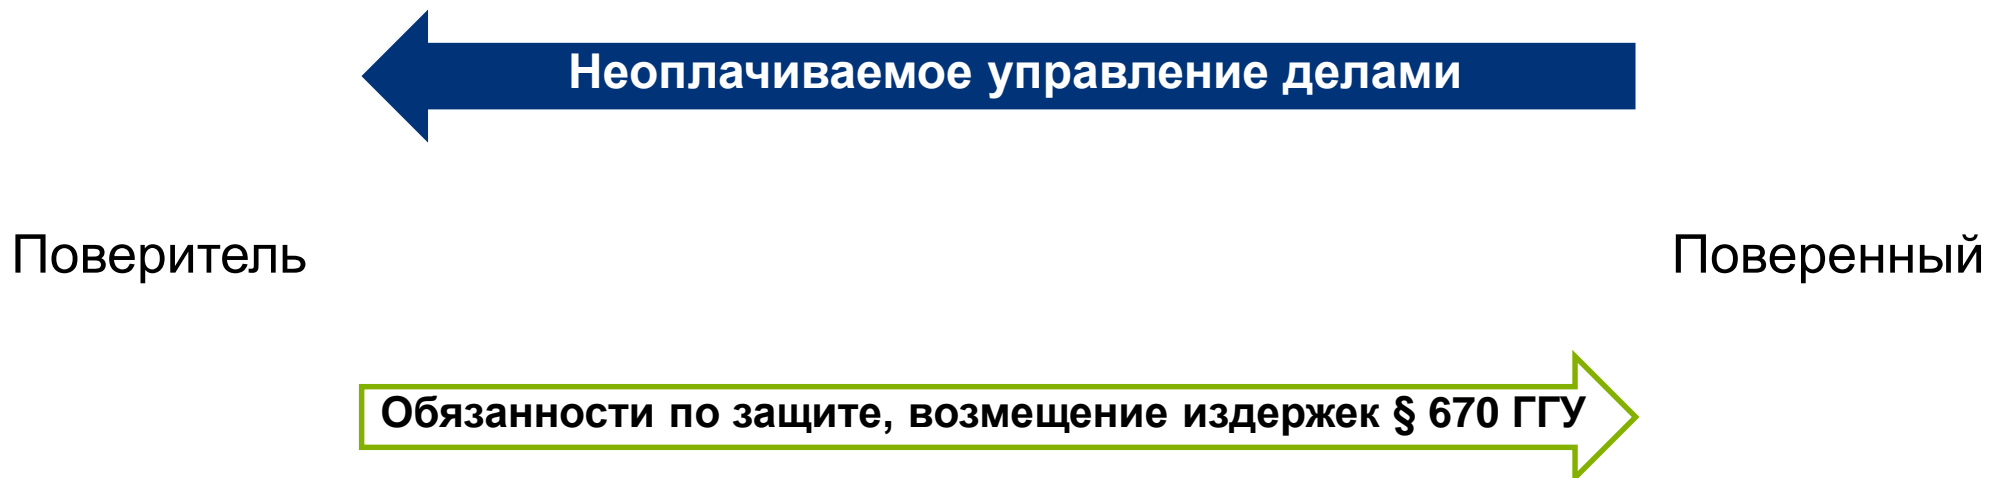 Неоплачиваемое управление делами
Поверитель
Поверенный
Обязанности по защите, возмещение издержек § 670 ГГУ